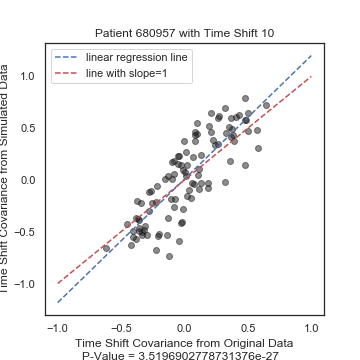 Patient 680957 with Time Shift 10
linear regression line
line with slope=1
Time Shift Covariance from Simulated Data
1.0
0.5
0.0
−0.5
−1.0
−1.0 −0.5 0.0 0.5 1.0
Time Shift Covariance from Original Data
P-Value = 3.5196902778731376e-27